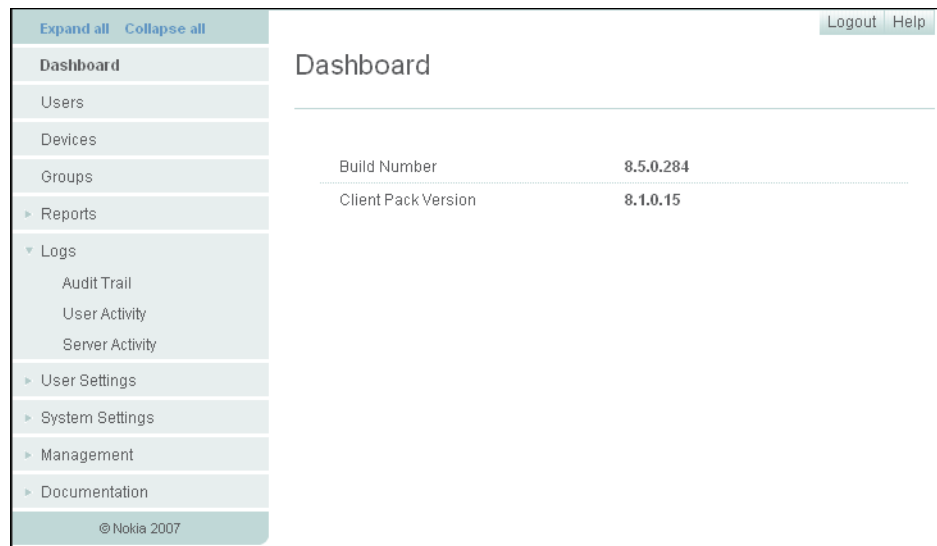 Expand all Collapse all
Logout Help
Dashboard
Users
Devices
Groups
Reports
Logs
Audit Trail
User Activity
Server Activity
User Settings
System Settings
Management
Documentation
© Nokia 2007
Dashboard
Build Number 8.5.0.284
Client Pack Version 8.1.0.15